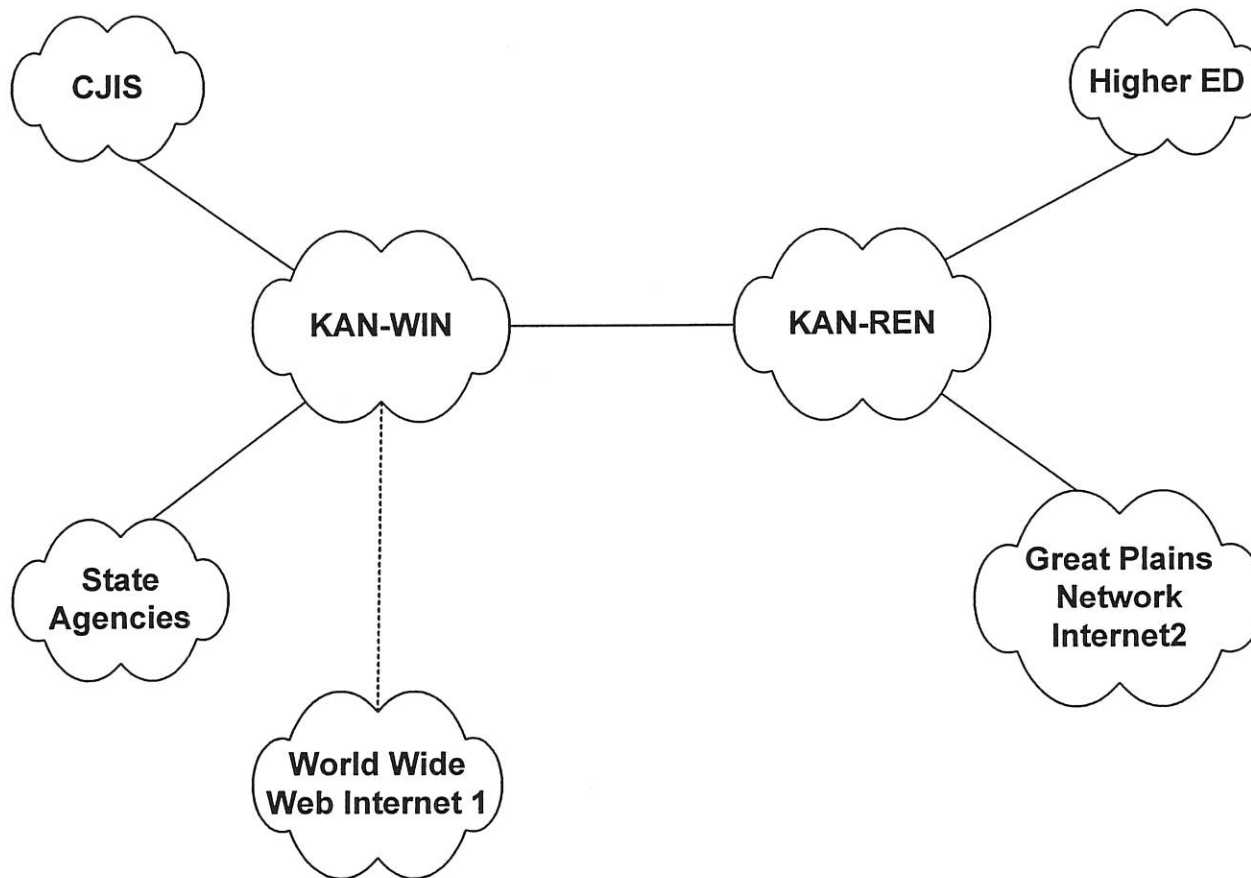 CJIS
Higher ED
KAN-WIN
KAN-REN
State
Agencies
Great Plains
Network
Internet2
World Wide
Web Internet 1